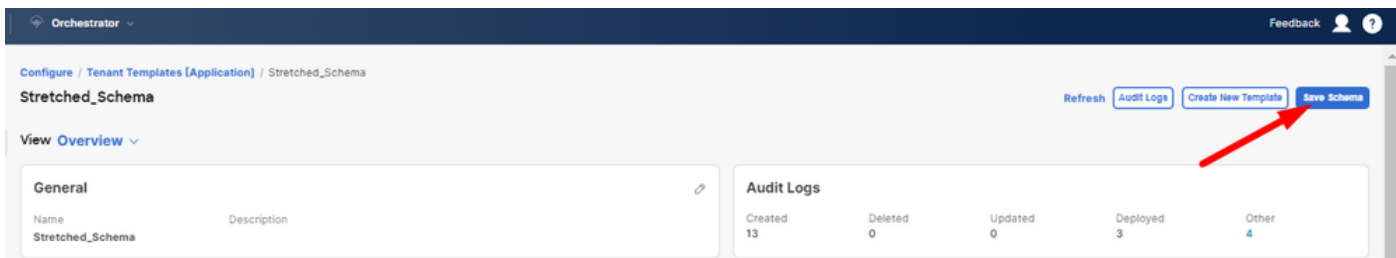 Orchestrator
Feedback ?
Configure / Tenant Templates [Application] / Stretched_Schema
Stretched_Schema
Refresh Audit Logs Create New Template Save Schema
View Overview
General
Name Description
Stretched_Schema
Audit Logs
Created Deleted Updated Deployed Other
13 0 0 3 4